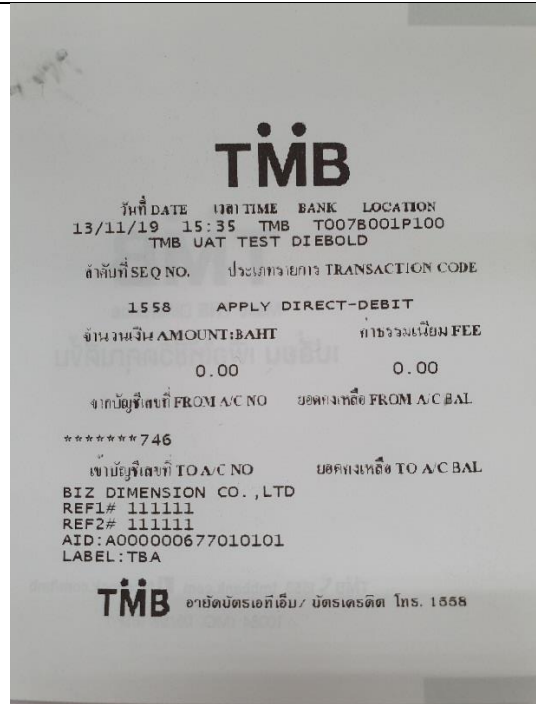 TMB
วันที่ DATE เวลา TIME BANK LOCATION
13/11/19 15:35 TMB T007B001P100
TMB UAT TEST DIEBOLD
ลำดับที่ SEQ NO. ประเภทรายการ TRANSACTION CODE
1558 APPLY DIRECT-DEBIT
จำนวนเงิน AMOUNT:BAHT ค่าธรรมเนียม FEE
0.00 0.00
จากบัญชีเลขที่ FROM A/C NO ยอดคงเหลือ FROM A/C BAL
*******746
เข้าบัญชีเลขที่ TO A/C NO ยอดคงเหลือ TO A/C BAL
BIZ DIMENSION CO.,LTD
REF1# 111111
REF2# 111111
AID:A000000677010101
LABEL:TBA
TMB อายัดบัตรเอทีเอ็ม/ บัตรเครดิต โทร. 1558